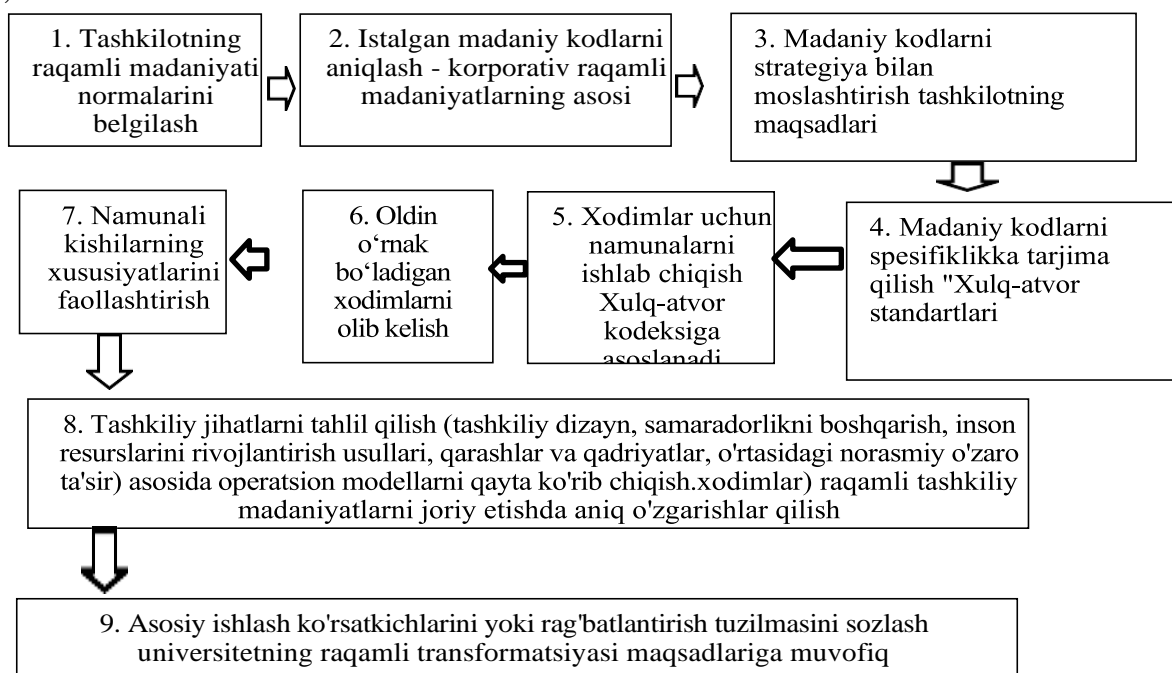 1. Tashkilotning
raqamli madaniyati
normalarini
belgilash
2. Istalgan madaniy kodlarni
aniqlash - korporativ raqamli
madaniyatlarning asosi
3. Madaniy kodlarni
strategiya bilan
moslashtirish tashkilotning
maqsadlari
4. Madaniy kodlarni
spesifiklikka tarjima
qilish "Xulq-atvor
standartlari
5. Xodimlar uchun
namunalarni
ishlab chiqish
Xulq-atvor
kodeksiga
asoslanadi
6. Oldin
o‘rnak
bo‘ladigan
xodimlarni
olib kelish
7. Namunali
kishilarning
xususiyatlarini
faollashtirish
8. Tashkiliy jihatlarni tahlil qilish (tashkiliy dizayn, samaradorlikni boshqarish, inson
resurslarini rivojlantirish usullari, qarashlar va qadriyatlar, o'rtasidagi norasmiy o'zaro
ta'sir) asosida operatsion modellarni qayta ko'rib chiqish.xodimlar) raqamli tashkiliy
madaniyatlarni joriy etishda aniq o'zgarishlar qilish
9. Asosiy ishlash ko'rsatkichlarini yoki rag'batlantirish tuzilmasini sozlash
universitetning raqamli transformatsiyasi maqsadlariga muvofiq